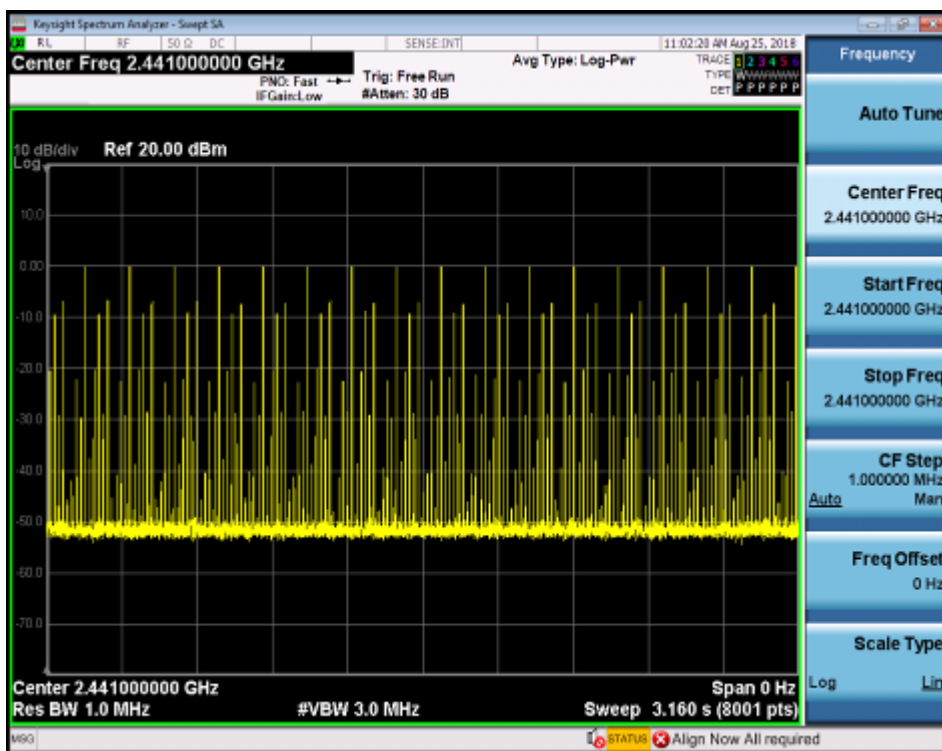 Keysight Spectrum Analyzer - Swept SA
RL RF 50 Ω DC SENSE:INT 11:02:20 AM Aug 25, 2018
Center Freq 2.441000000 GHz
PNO: Fast
IFGain:Low
Trig: Free Run
#Atten: 30 dB
Avg Type: Log-Pwr
TRACE 1 2 3 4 5 6
TYPE WWWWWW
DET P P P P P P
10 dB/div Ref 20.00 dBm
Log
10.0
0.00
-10.0
-20.0
-30.0
-40.0
-50.0
-60.0
-70.0
Center 2.441000000 GHz Span 0 Hz
Res BW 1.0 MHz #VBW 3.0 MHz Sweep 3.160 s (8001 pts)
MSG STATUS Align Now All required
Frequency
Auto Tune
Center Freq
2.441000000 GHz
Start Freq
2.441000000 GHz
Stop Freq
2.441000000 GHz
CF Step
1.000000 MHz
Auto Man
Freq Offset
0 Hz
Scale Type
Log Lin